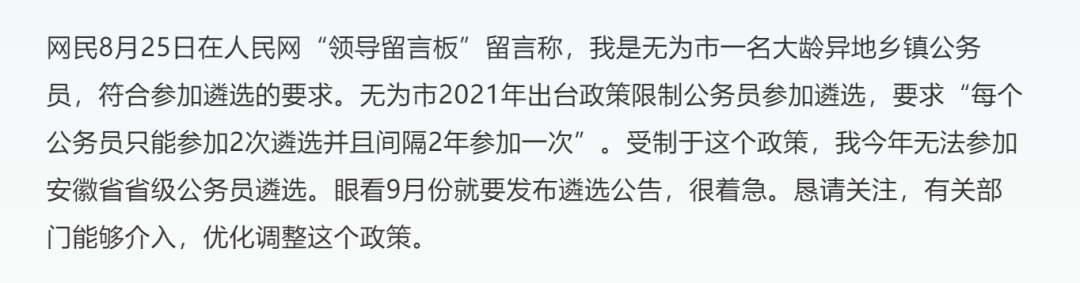 网民8月25日在人民网“领导留言板”留言称，我是无为市一名大龄异地乡镇公务
员，符合参加遴选的要求。无为市2021年出台政策限制公务员参加遴选，要求“每个
公务员只能参加2次遴选并且间隔2年参加一次”。受制于这个政策，我今年无法参加
安徽省省级公务员遴选。眼看9月份就要发布遴选公告，很着急。恳请关注，有关部
门能够介入，优化调整这个政策。